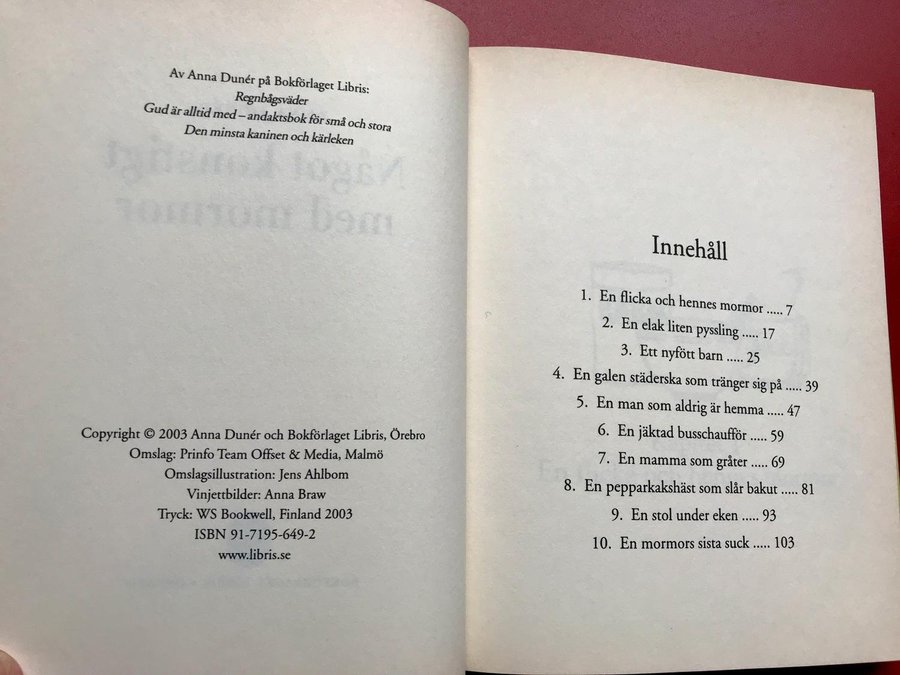 Av Anna Dunér på Bokförlaget Libris:
Regnbågsväder
Gud är alltid med – andaktsbok för små och stora
Den minsta kaninen och kärleken
Något konstigt
med mormor
Copyright © 2003 Anna Dunér och Bokförlaget Libris, Örebro
Omslag: Prinfo Team Offset & Media, Malmö
Omslagsillustration: Jens Ahlbom
Vinjettbilder: Anna Braw
Tryck: WS Bookwell, Finland 2003
ISBN 91-7195-649-2
www.libris.se
Innehåll
1. En flicka och hennes mormor ..... 7
2. En elak liten pyssling ..... 17
3. Ett nyfött barn ..... 25
4. En galen städerska som tränger sig på ..... 39
5. En man som aldrig är hemma ..... 47
6. En jäktad busschaufför ..... 59
7. En mamma som gråter ..... 69
8. En pepparkakshäst som slår bakut ..... 81
9. En stol under eken ..... 93
10. En mormors sista suck ..... 103